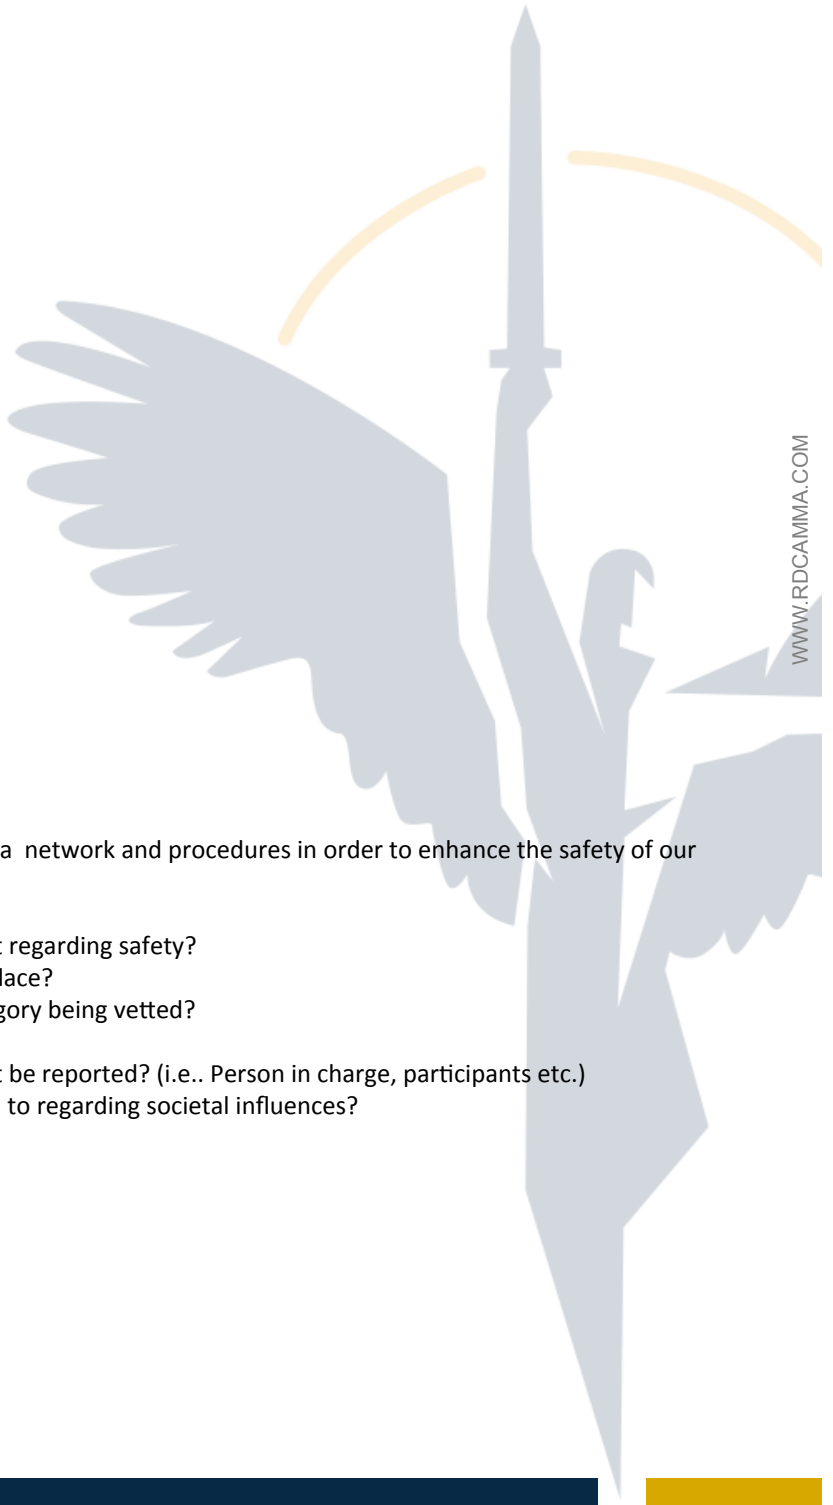 WWW.RDCAMMA.COM
a  network and procedures in order to enhance the safety of our
regarding safety?
gory being vetted?
be reported? (i.e.. Person in charge, participants etc.)
to regarding societal influences?